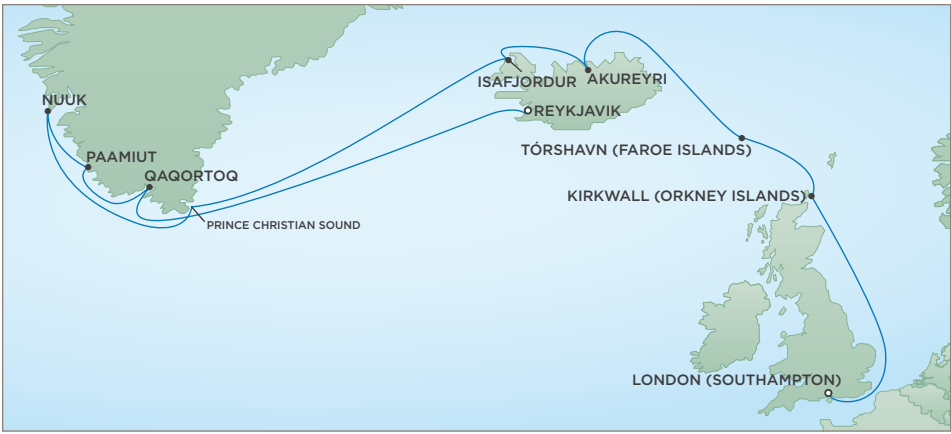 NUUK
PAAMIUT
QAQORTOQ
PRINCE CHRISTIAN SOUND
ISAFJORDUR
AKUREYRI
REYKJAVIK
TÓRSHAVN (FAROE ISLANDS)
KIRKWALL (ORKNEY ISLANDS)
LONDON (SOUTHAMPTON)